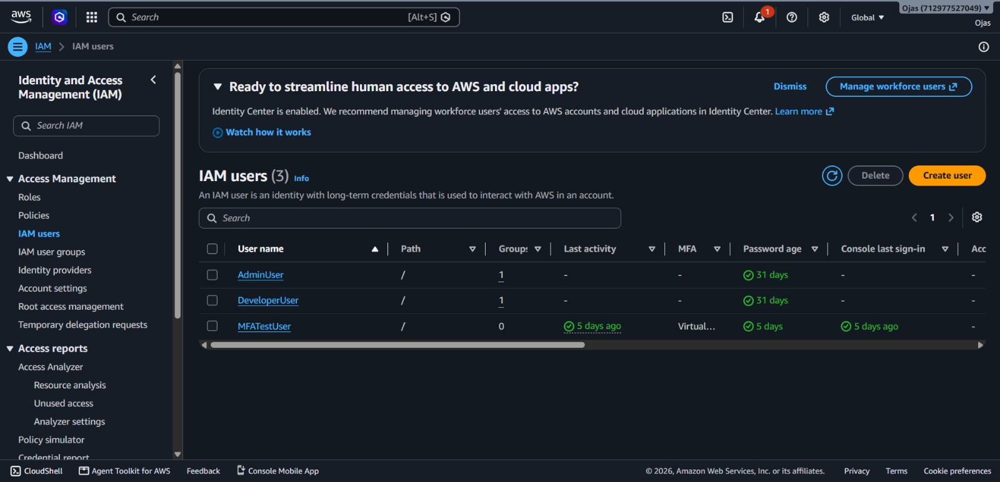 aws
Search [Alt+S]
1
Global
Ojas (712977527049)
Ojas
IAM > IAM users
Identity and Access Management (IAM)
Search IAM
Dashboard
Access Management
Roles
Policies
IAM users
IAM user groups
Identity providers
Account settings
Root access management
Temporary delegation requests
Access reports
Access Analyzer
Resource analysis
Unused access
Analyzer settings
Policy simulator
Credential report
Ready to streamline human access to AWS and cloud apps?
Dismiss
Manage workforce users
Identity Center is enabled. We recommend managing workforce users' access to AWS accounts and cloud applications in Identity Center. Learn more
Watch how it works
IAM users (3) Info
Delete
Create user
An IAM user is an identity with long-term credentials that is used to interact with AWS in an account.
Search
1
User name Path Groups Last activity MFA Password age Console last sign-in Acc
AdminUser / 1 - - 31 days - -
DeveloperUser / 1 - - 31 days - -
MFATestUser / 0 5 days ago Virtual... 5 days 5 days ago -
CloudShell Agent Toolkit for AWS Feedback Console Mobile App © 2026, Amazon Web Services, Inc. or its affiliates. Privacy Terms Cookie preferences